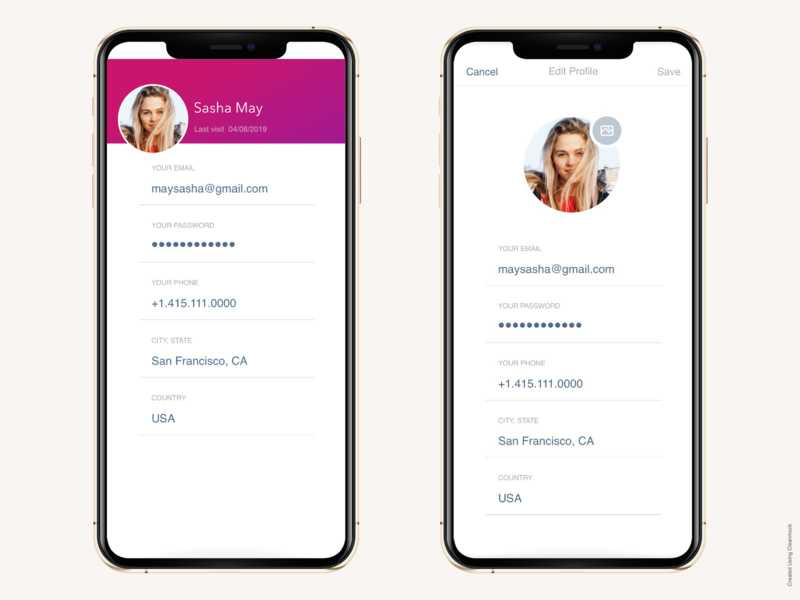 Sasha May
Last visit 04/08/2019
YOUR EMAIL
maysasha@gmail.com
YOUR PASSWORD
●●●●●●●●●●●●
YOUR PHONE
+1.415.111.0000
CITY, STATE
San Francisco, CA
COUNTRY
USA
Cancel Edit Profile Save
YOUR EMAIL
maysasha@gmail.com
YOUR PASSWORD
●●●●●●●●●●●●
YOUR PHONE
+1.415.111.0000
CITY, STATE
San Francisco, CA
COUNTRY
USA
Created Using Cleanmock